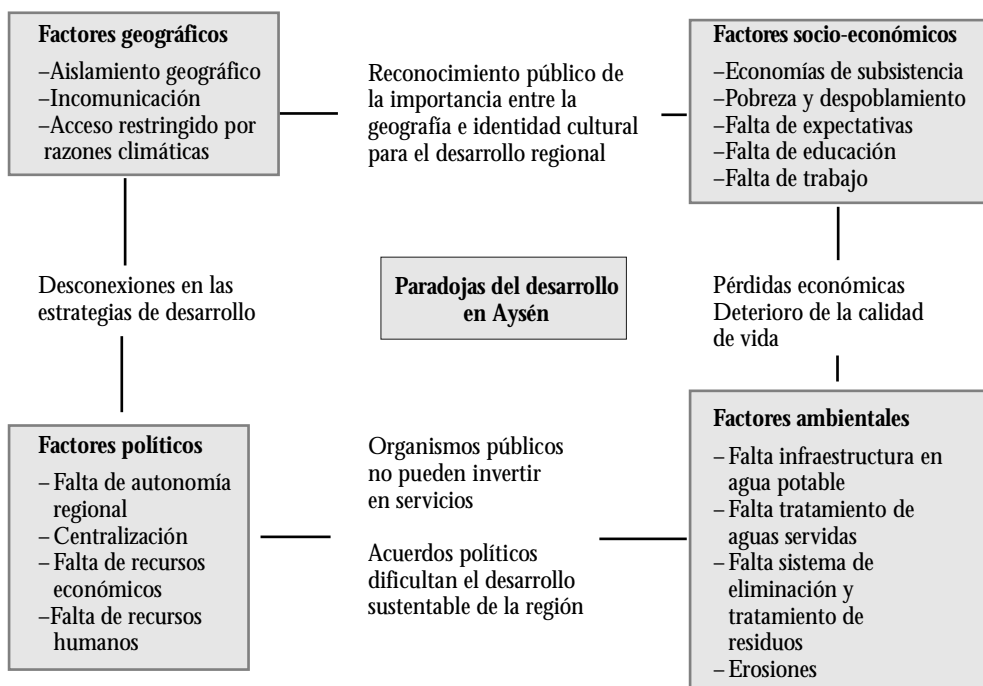 Factores geográficos
–Aislamiento geográfico
–Incomunicación
–Acceso restringido por
razones climáticas
Reconocimiento público de
la importancia entre la
geografía e identidad cultural
para el desarrollo regional
Factores socio-económicos
–Economías de subsistencia
–Pobreza y despoblamiento
–Falta de expectativas
–Falta de educación
–Falta de trabajo
Desconexiones en las
estrategias de desarrollo
Paradojas del desarrollo
en Aysén
Pérdidas económicas
Deterioro de la calidad
de vida
Factores políticos
– Falta de autonomía
regional
– Centralización
– Falta de recursos
económicos
–Falta de recursos
humanos
Organismos públicos
no pueden invertir
en servicios
Acuerdos políticos
dificultan el desarrollo
sustentable de la región
Factores ambientales
– Falta infraestructura en
agua potable
– Falta tratamiento de
aguas servidas
– Falta sistema de
eliminación y
tratamiento de
residuos
– Erosiones